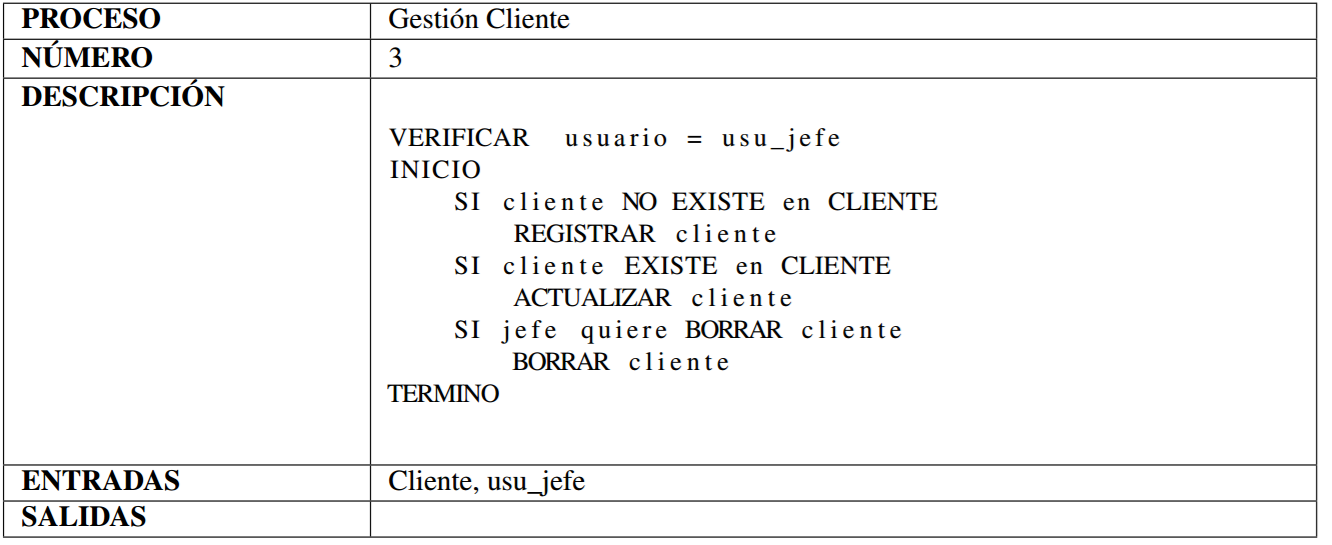 PROCESO Gestión Cliente
NÚMERO 3
DESCRIPCIÓN
VERIFICAR usuario = usu_jefe
INICIO
SI cliente NO EXISTE en CLIENTE
REGISTRAR cliente
SI cliente EXISTE en CLIENTE
ACTUALIZAR cliente
SI jefe quiere BORRAR cliente
BORRAR cliente
TERMINO
ENTRADAS Cliente, usu_jefe
SALIDAS